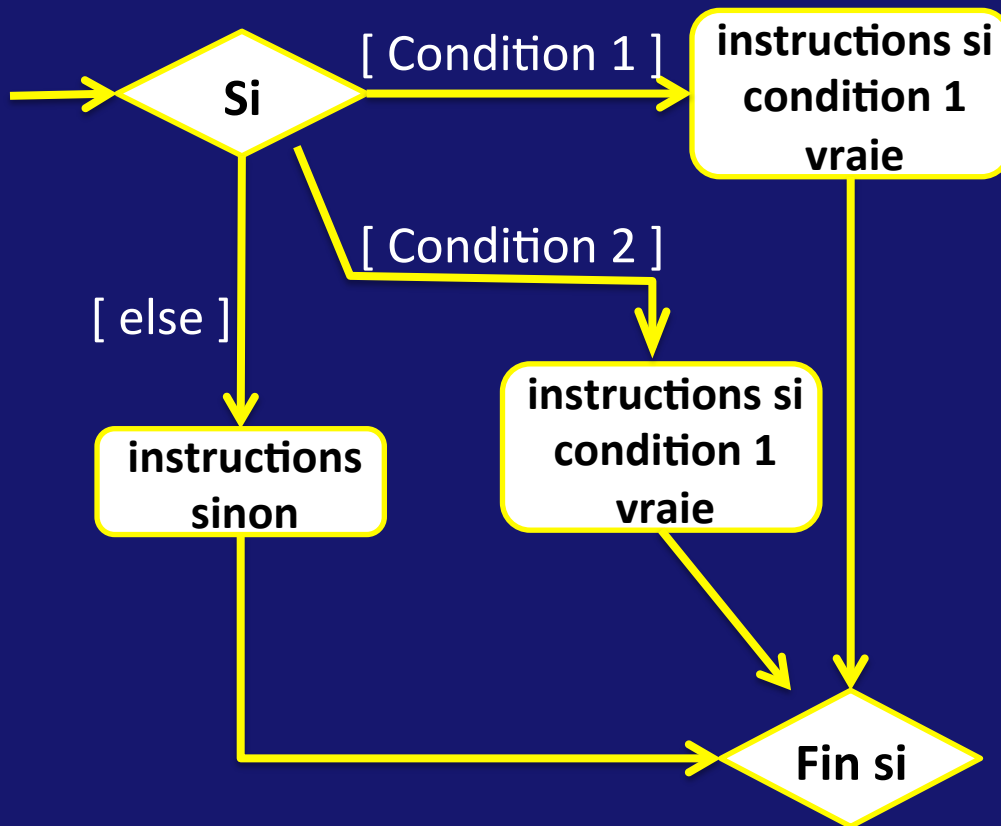 Si
[ Condition 1 ]
instructions si
condition 1
vraie
[ Condition 2 ]
[ else ]
instructions si
condition 1
vraie
instructions
sinon
Fin si